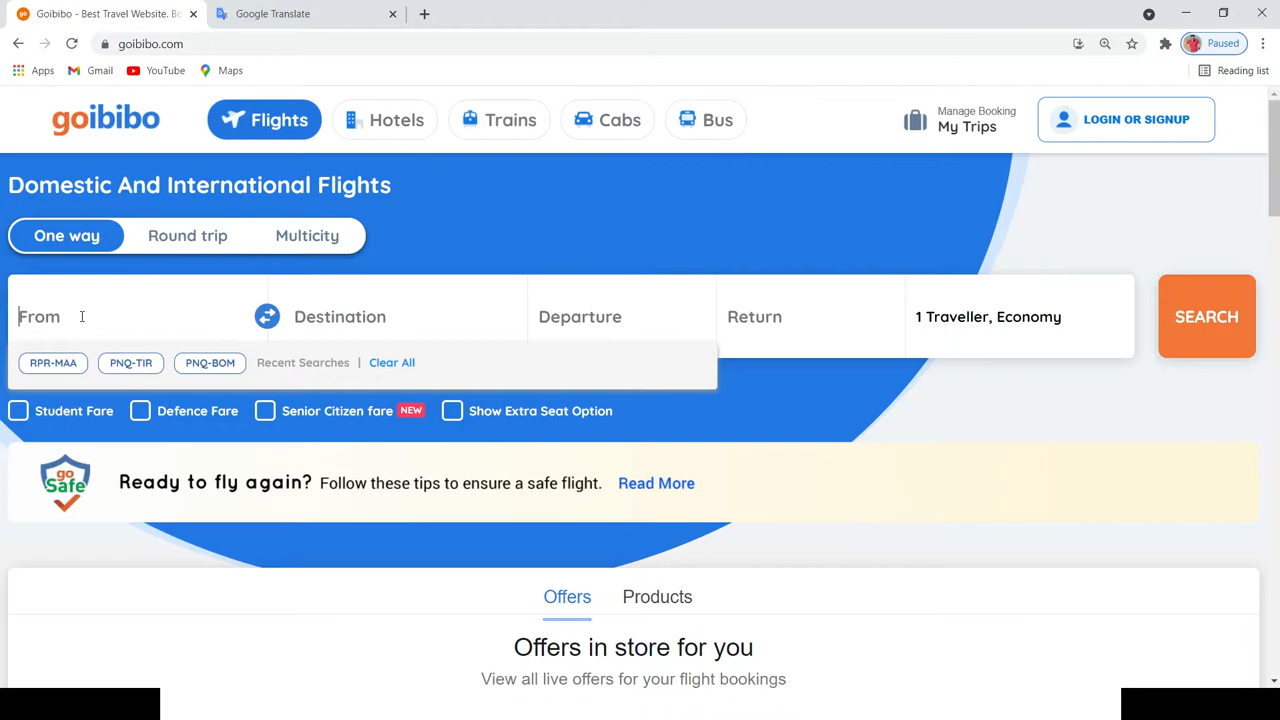 Goibibo - Best Travel Website. Bo
Google Translate
goibibo.com
Paused
Apps
Gmail
YouTube
Maps
Reading list
goibibo
Flights
Hotels
Trains
Cabs
Bus
Manage Booking
My Trips
LOGIN OR SIGNUP
Domestic And International Flights
One way
Round trip
Multicity
From
Destination
Departure
Return
1 Traveller, Economy
SEARCH
RPR-MAA
PNQ-TIR
PNQ-BOM
Recent Searches | Clear All
Student Fare
Defence Fare
Senior Citizen fare NEW
Show Extra Seat Option
go
Safe
Ready to fly again? Follow these tips to ensure a safe flight. Read More
Offers
Products
Offers in store for you
View all live offers for your flight bookings